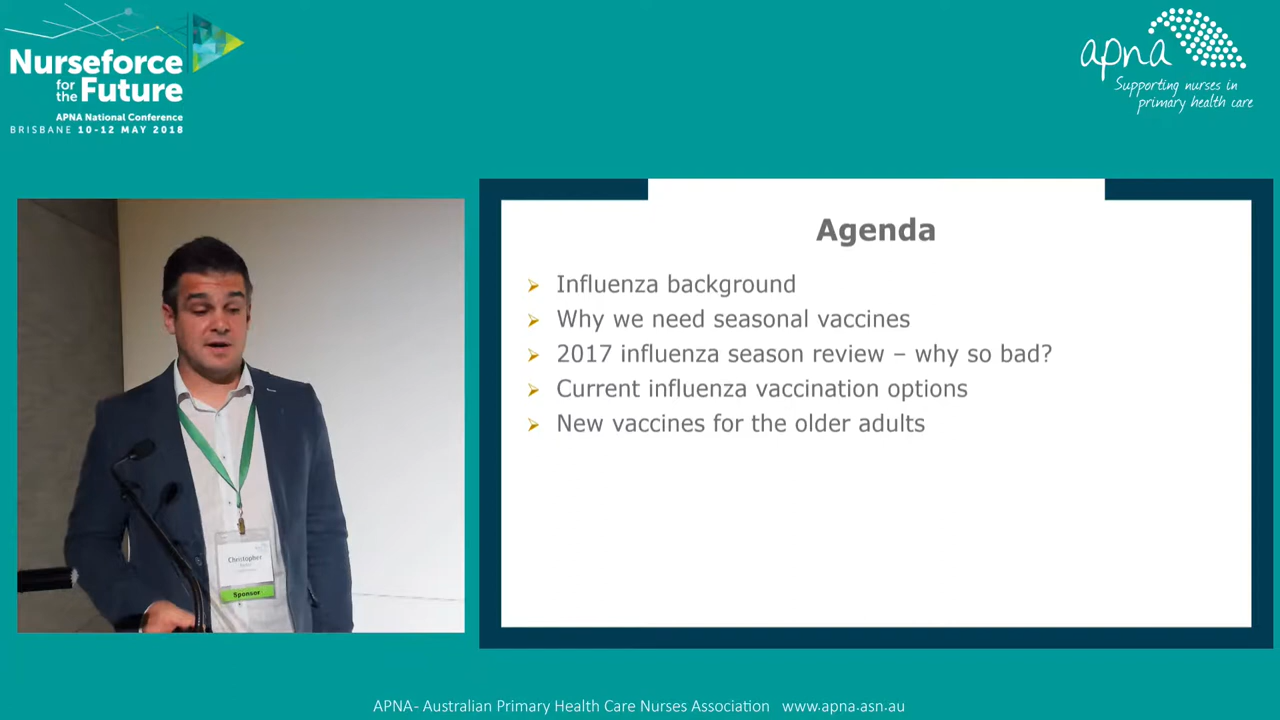 Nurseforce
for the Future
APNA National Conference
BRISBANE 10-12 MAY 2018
apna
Supporting nurses in
primary health care
Agenda
Influenza background
Why we need seasonal vaccines
2017 influenza season review – why so bad?
Current influenza vaccination options
New vaccines for the older adults
Christopher
Sponsor
APNA- Australian Primary Health Care Nurses Association www.apna.asn.au